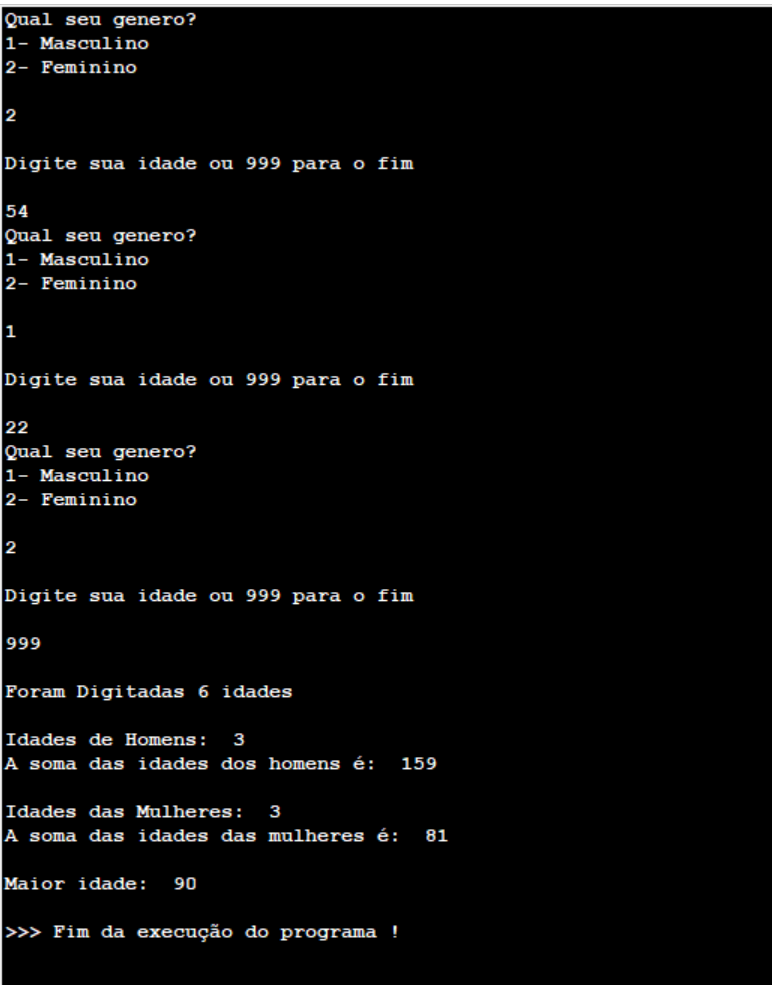 Qual seu genero?
1- Masculino
2- Feminino
2
Digite sua idade ou 999 para o fim
54
Qual seu genero?
1- Masculino
2- Feminino
1
Digite sua idade ou 999 para o fim
22
Qual seu genero?
1- Masculino
2- Feminino
2
Digite sua idade ou 999 para o fim
999
Foram Digitadas 6 idades
Idades de Homens:  3
A soma das idades dos homens é:  159
Idades das Mulheres:  3
A soma das idades das mulheres é:  81
Maior idade:  90
>>> Fim da execução do programa !